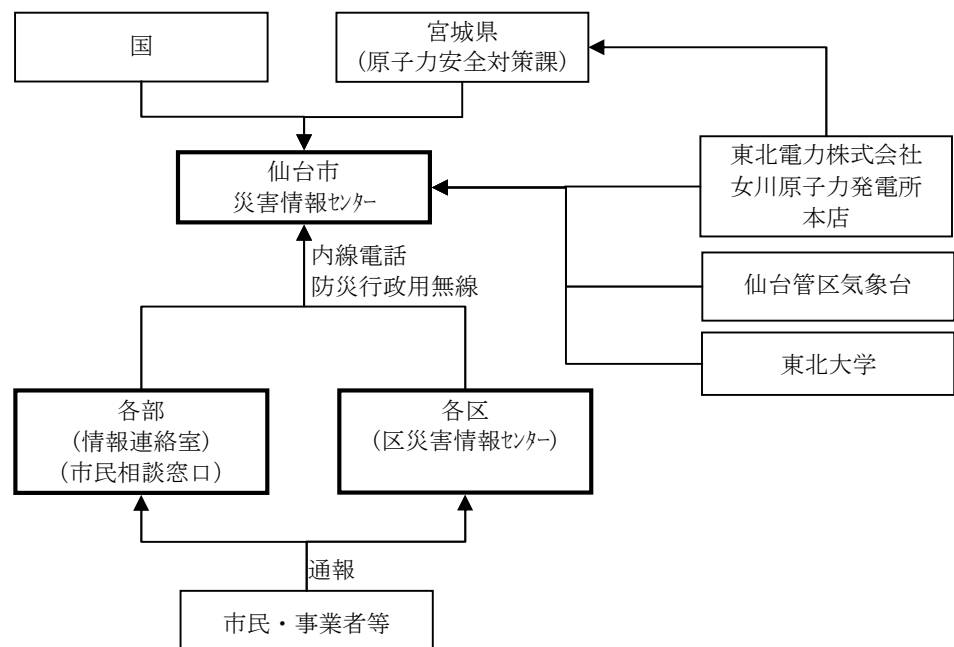 国
宮城県
(原子力安全対策課)
仙台市
災害情報ｾﾝﾀｰ
東北電力株式会社
女川原子力発電所
本店
内線電話
防災行政用無線
仙台管区気象台
東北大学
各部
(情報連絡室)
(市民相談窓口)
各区
(区災害情報ｾﾝﾀｰ)
通報
市民・事業者等